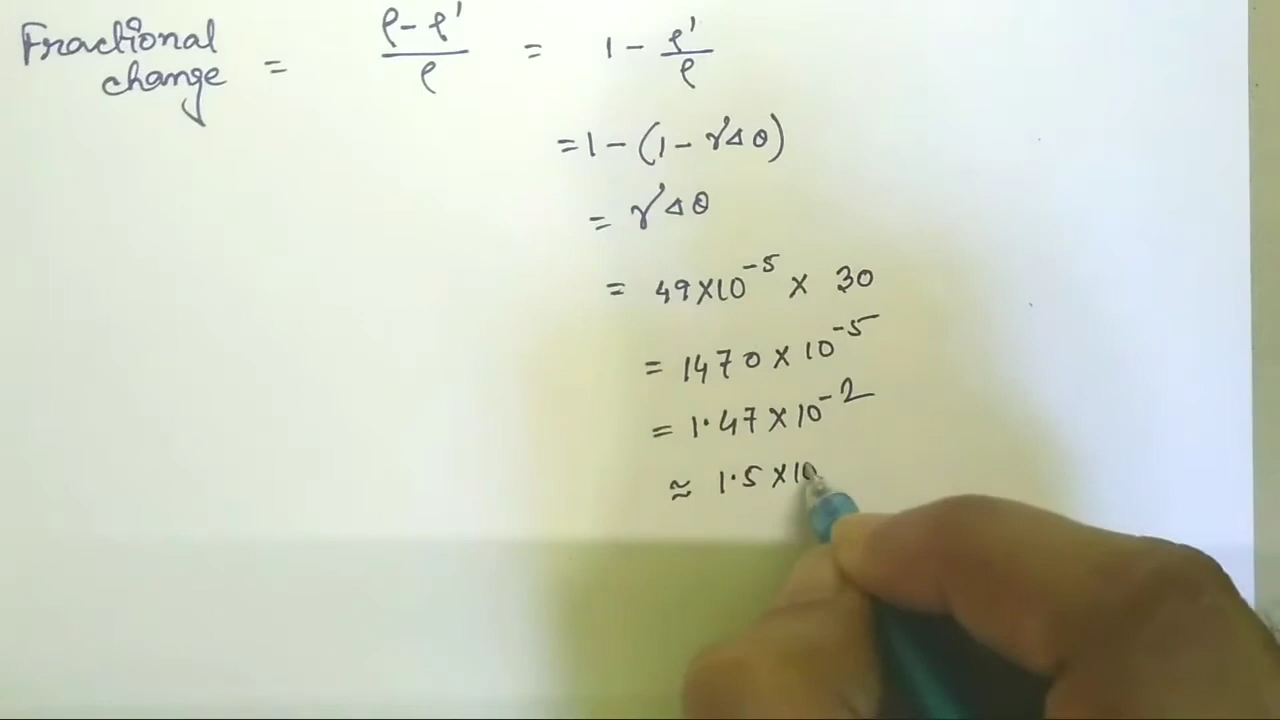 Fractional change = ρ-ρ'/ρ = 1 - ρ'/ρ
= 1 - (1 - γΔθ)
= γΔθ
= 49×10⁻⁵ × 30
= 1470×10⁻⁵
= 1.47×10⁻²
≈ 1.5×10